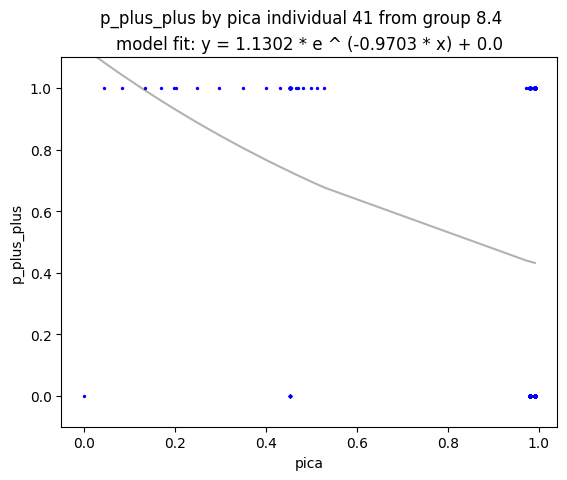 p_plus_plus by pica individual 41 from group 8.4
model fit: y = 1.1302 * e ^ (-0.9703 * x) + 0.0
1.0
0.8
0.6
0.4
0.2
0.0
p_plus_plus
0.0 0.2 0.4 0.6 0.8 1.0
pica